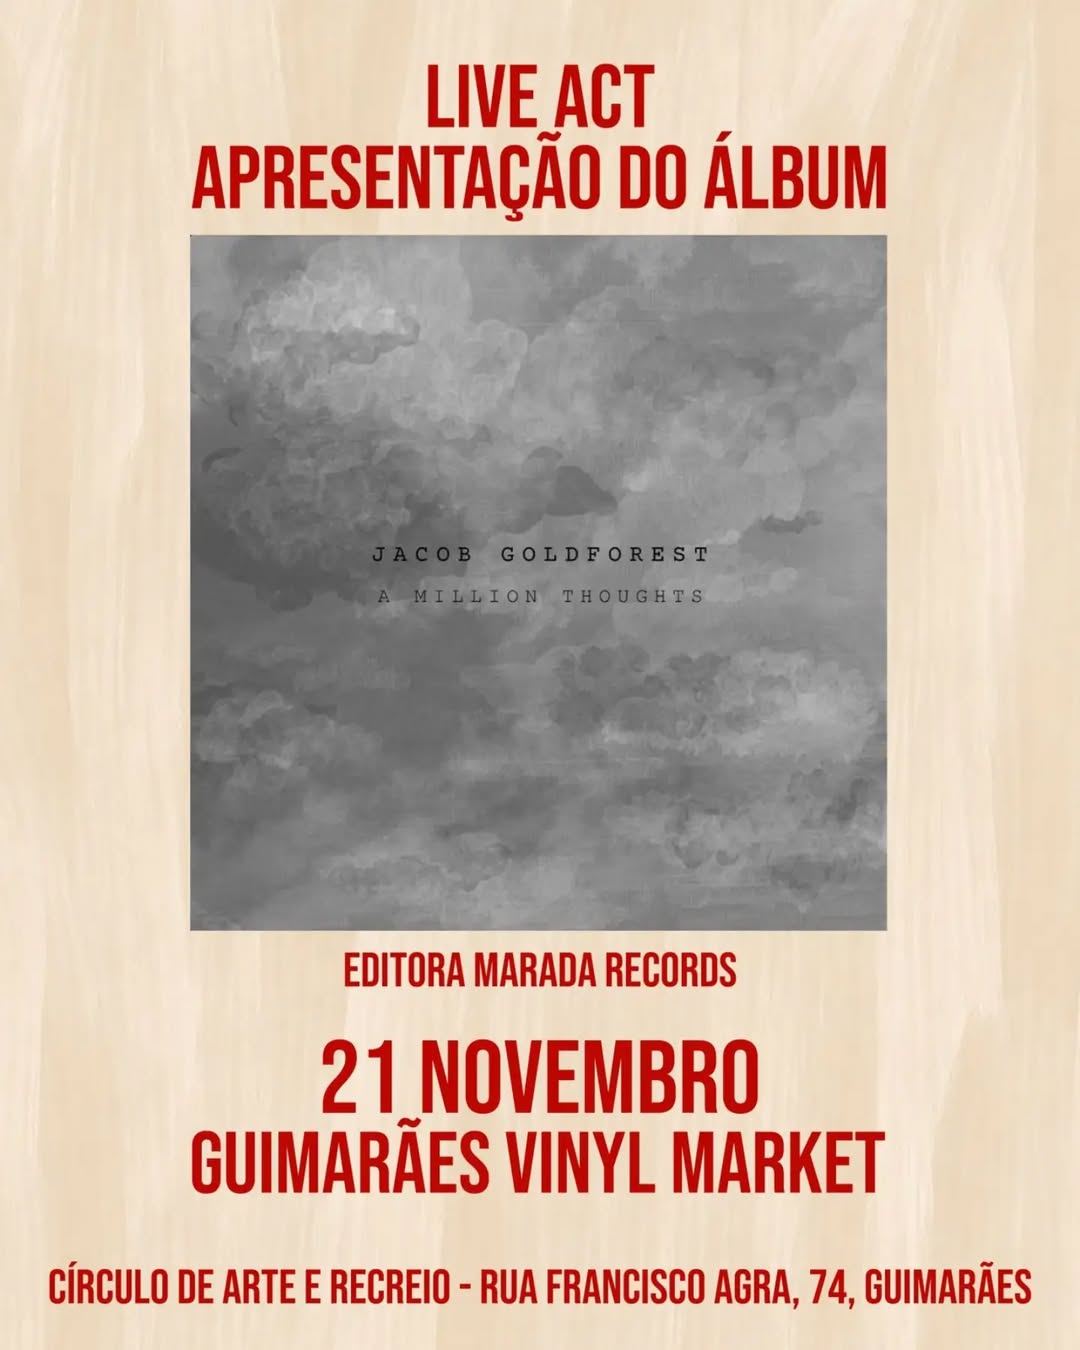 LIVE ACT
APRESENTAÇÃO DO ÁLBUM
JACOB GOLDFOREST
A MILLION THOUGHTS
EDITORA MARADA RECORDS
21 NOVEMBRO
GUIMARÃES VINYL MARKET
CÍRCULO DE ARTE E RECREIO - RUA FRANCISCO AGRA, 74, GUIMARÃES